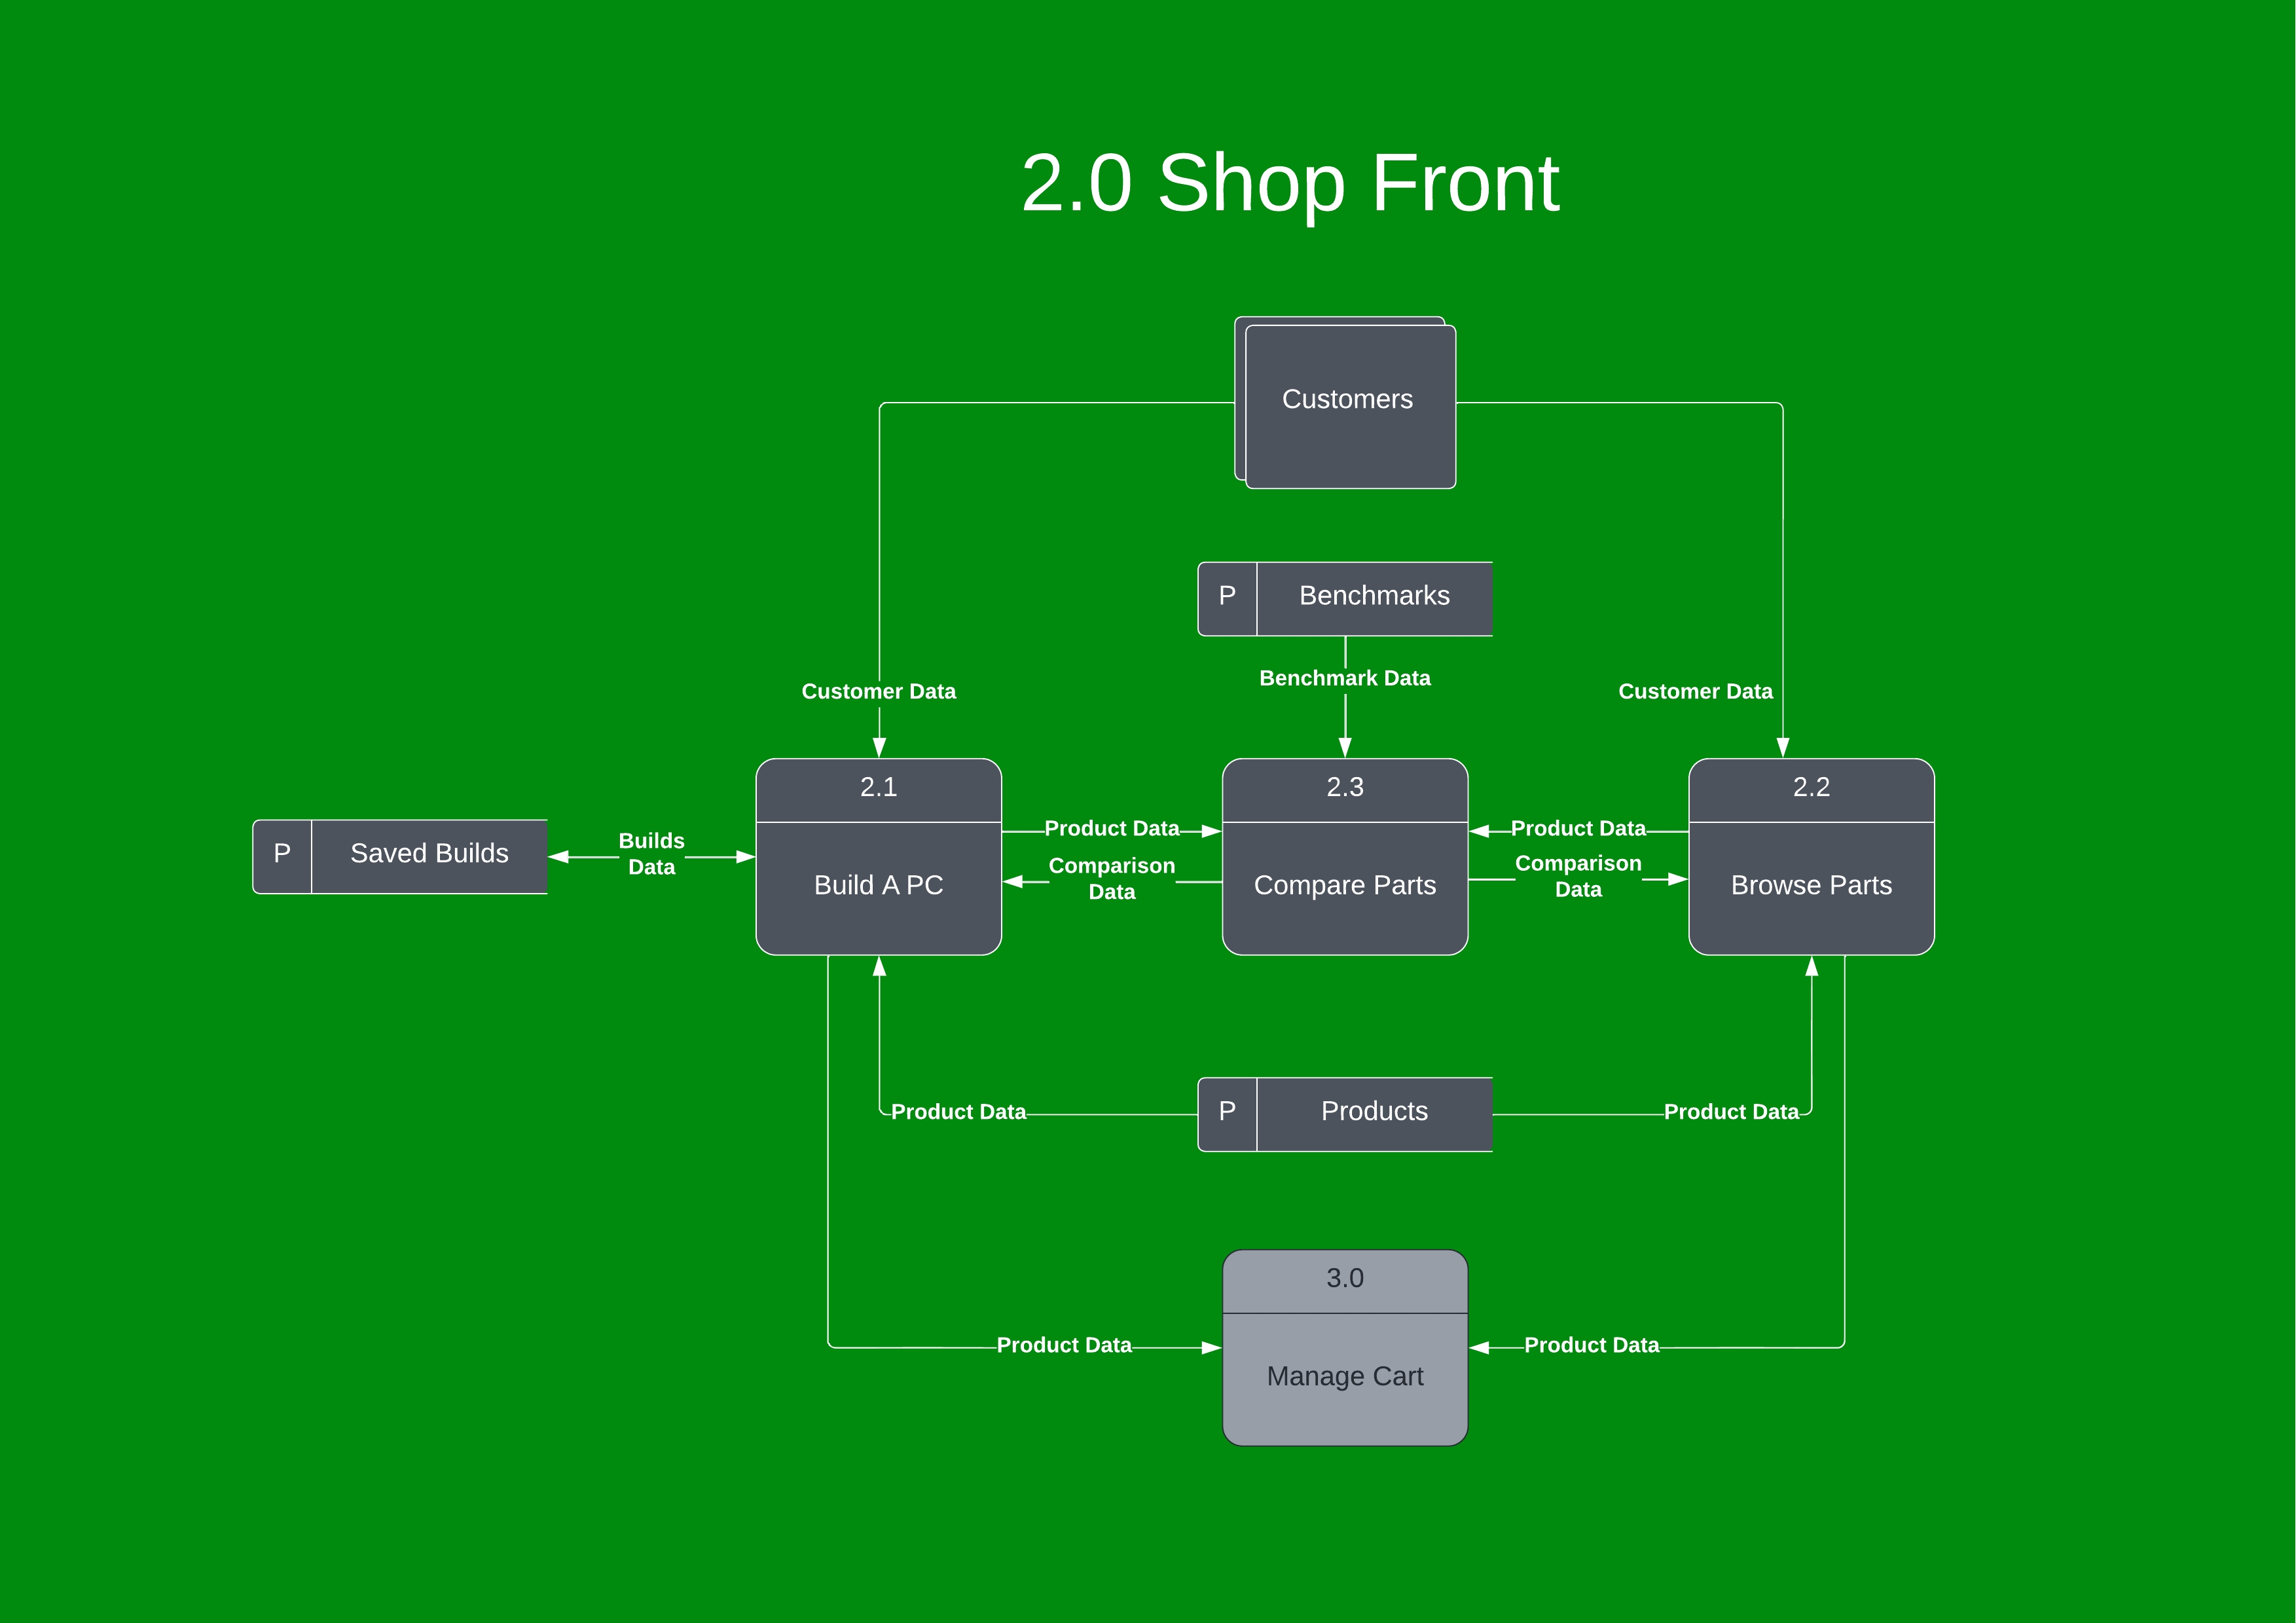 2.0 Shop Front
Customers
P
Benchmarks
Benchmark Data
Customer Data
Customer Data
2.1
2.3
2.2
P
Saved Builds
Builds
Data
Build A PC
Product Data
Comparison
Data
Compare Parts
Product Data
Comparison
Data
Browse Parts
Product Data
P
Products
Product Data
3.0
Product Data
Manage Cart
Product Data